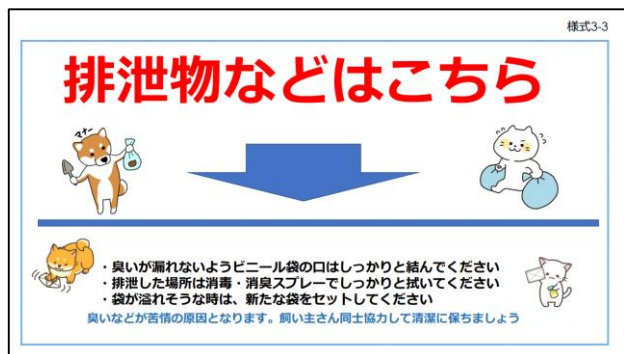 様式3-3
排泄物などはこちら
マナー
・臭いが漏れないようビニール袋の口はしっかりと結んでください
・排泄した場所は消毒・消臭スプレーでしっかりと拭いてください
・袋が溢れそうな時は、新たな袋をセットしてください
臭いなどが苦情の原因となります。飼い主さん同士協力して清潔に保ちましょう